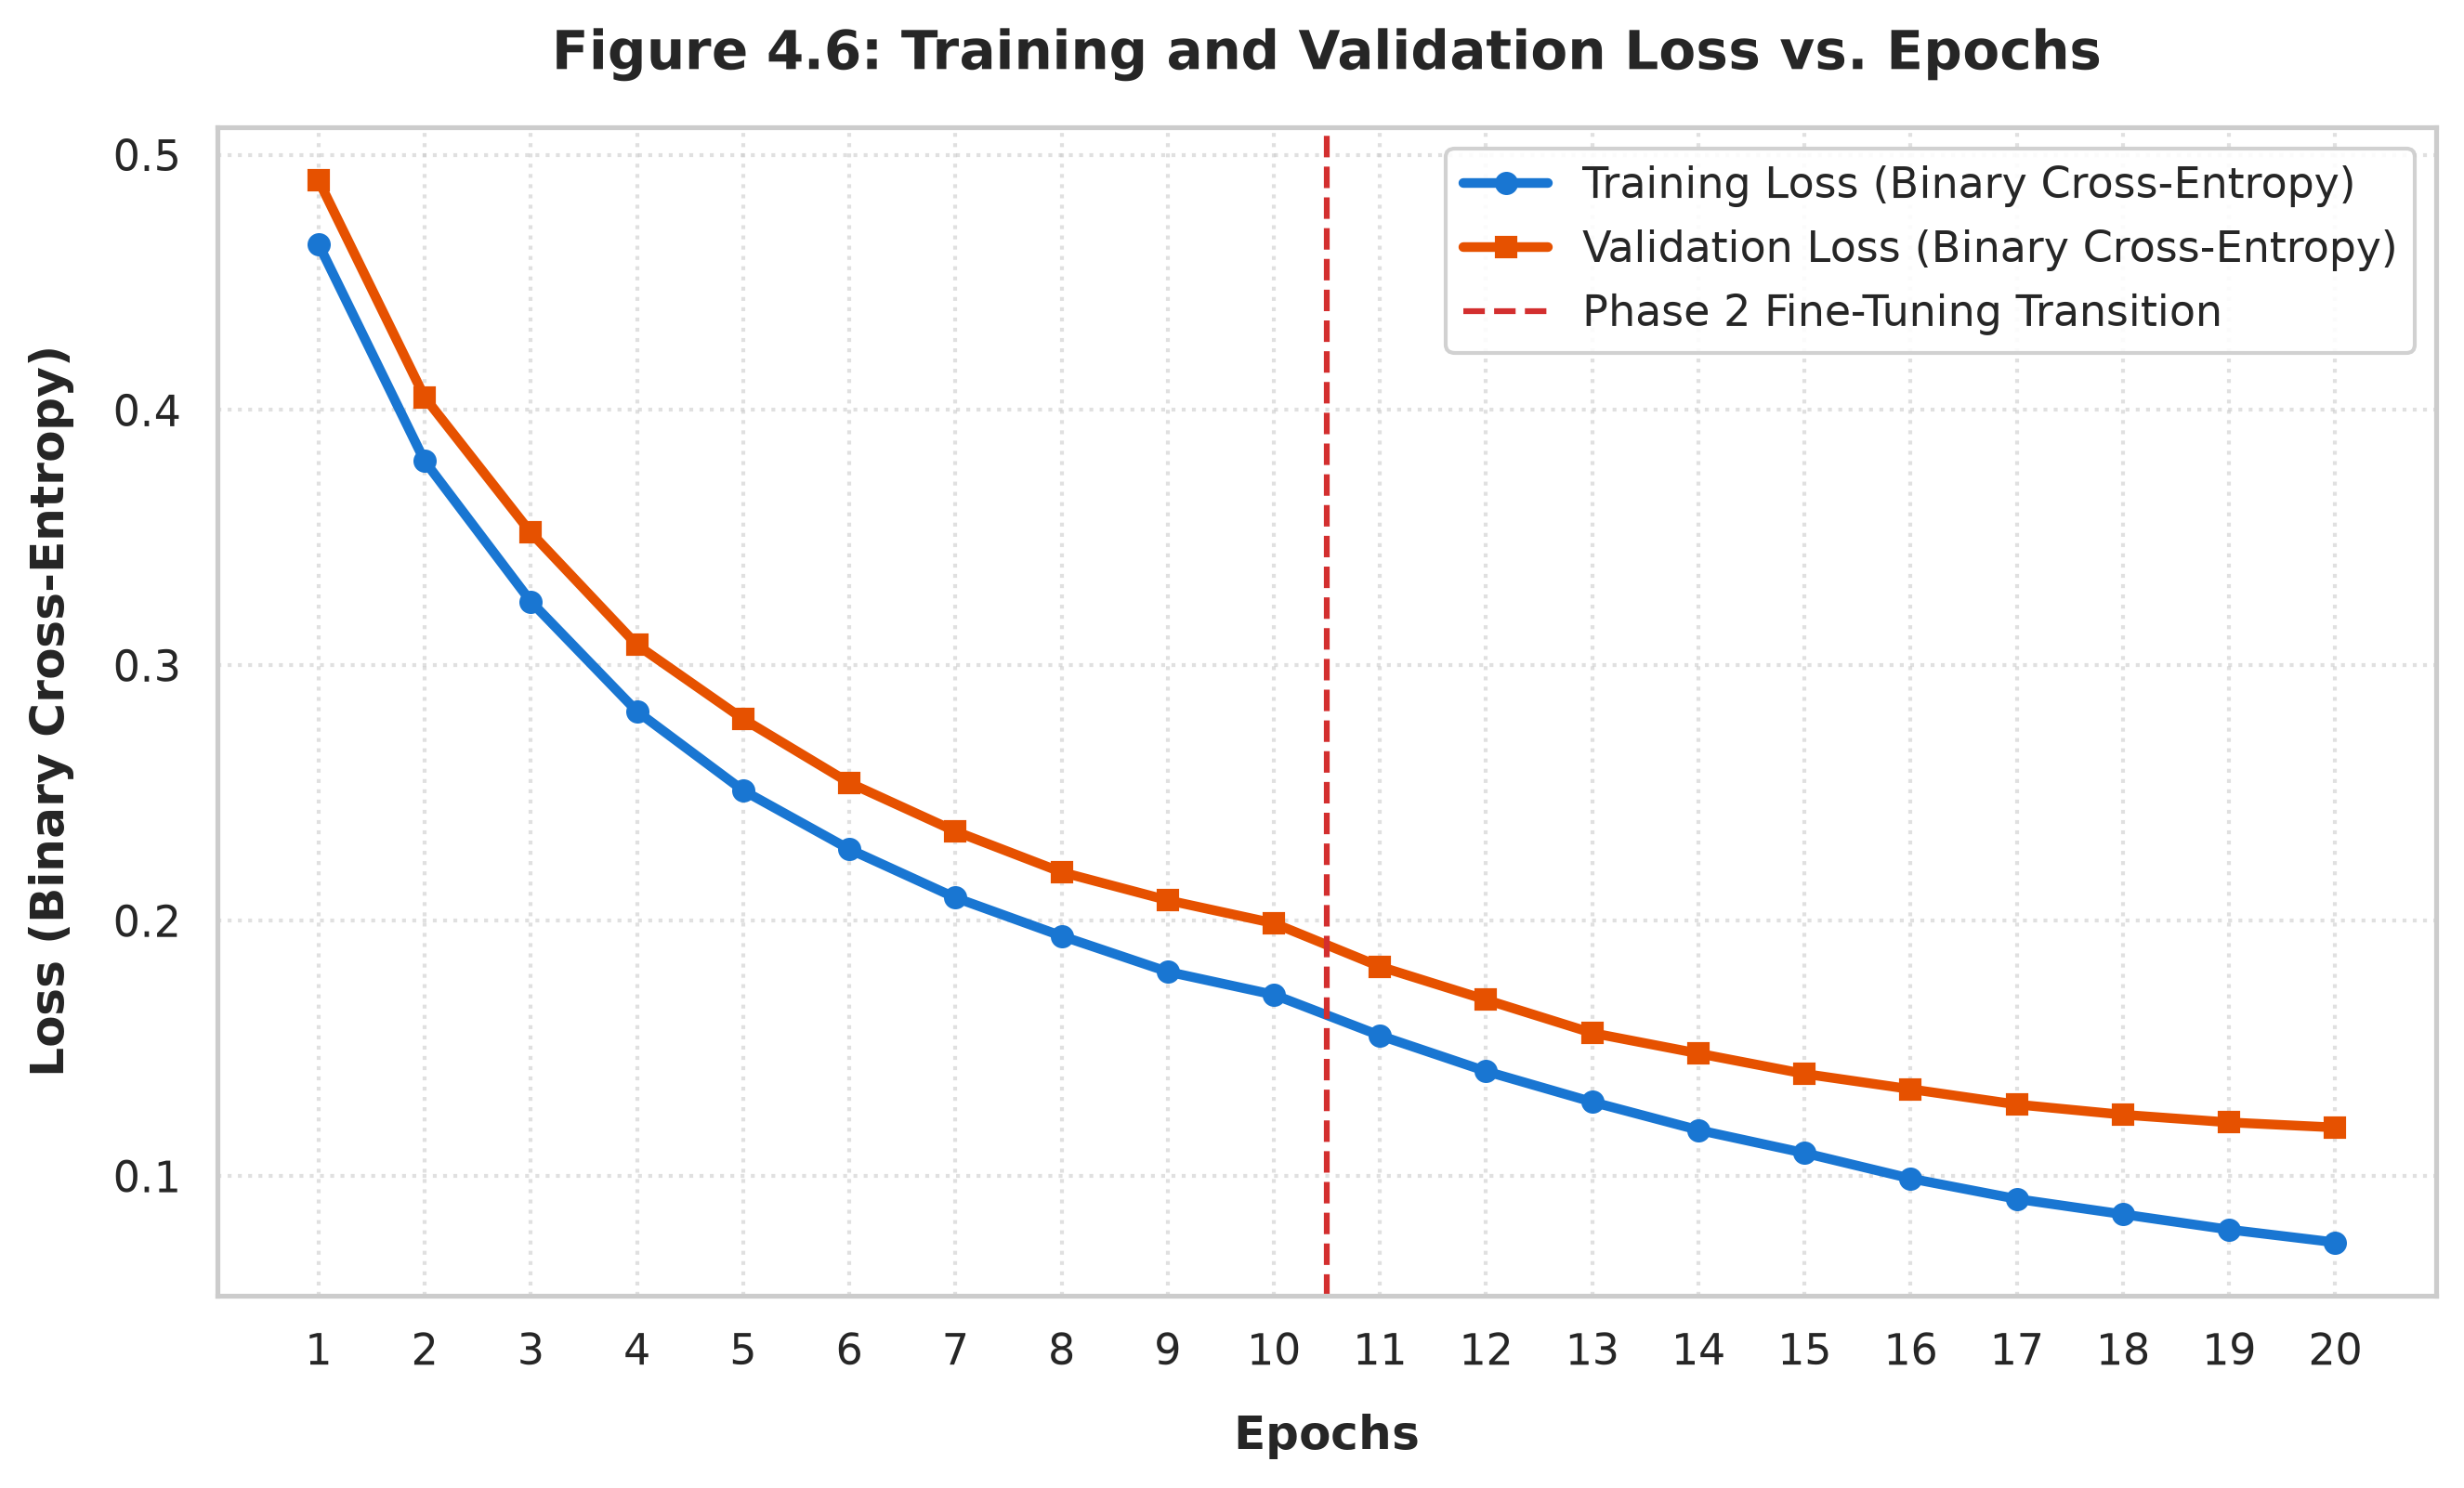 Figure 4.6: Training and Validation Loss vs. Epochs
0.5
0.4
0.3
0.2
0.1
Loss (Binary Cross-Entropy)
Training Loss (Binary Cross-Entropy)
Validation Loss (Binary Cross-Entropy)
Phase 2 Fine-Tuning Transition
1 2 3 4 5 6 7 8 9 10 11 12 13 14 15 16 17 18 19 20
Epochs